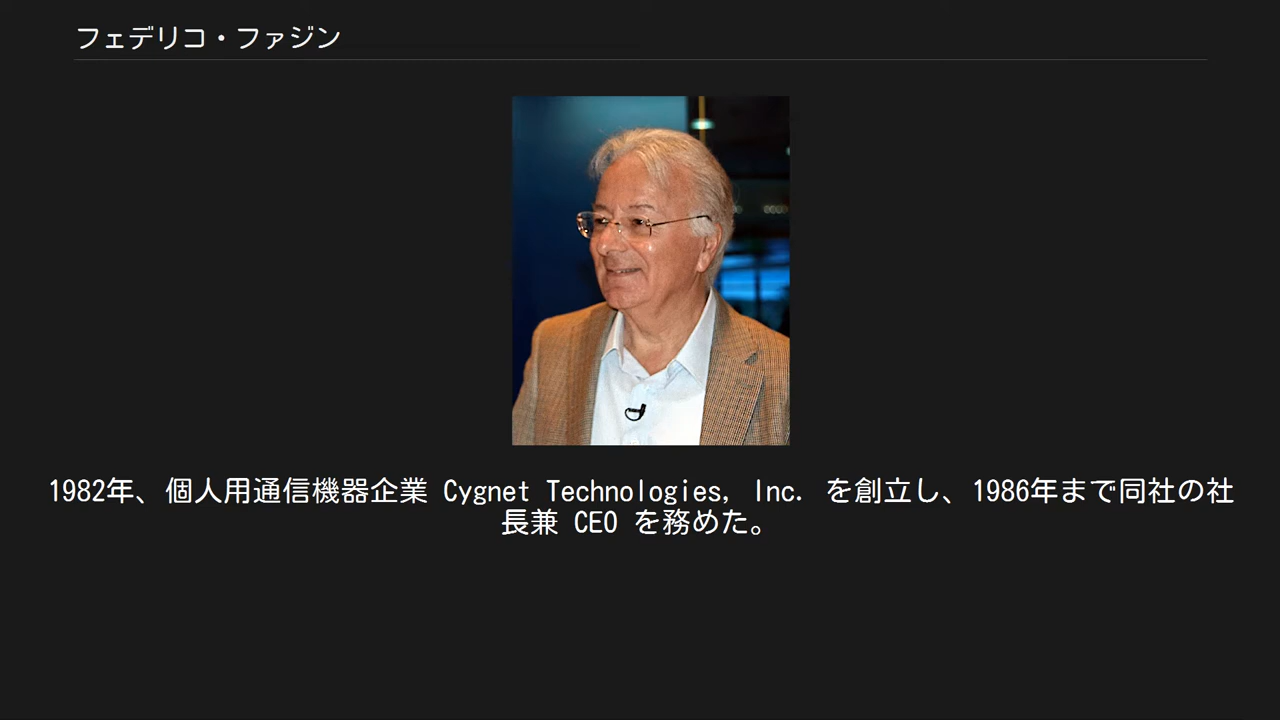 フェデリコ・ファジン
1982年、個人用通信機器企業 Cygnet Technologies, Inc. を創立し、1986年まで同社の社
長兼 CEO を務めた。